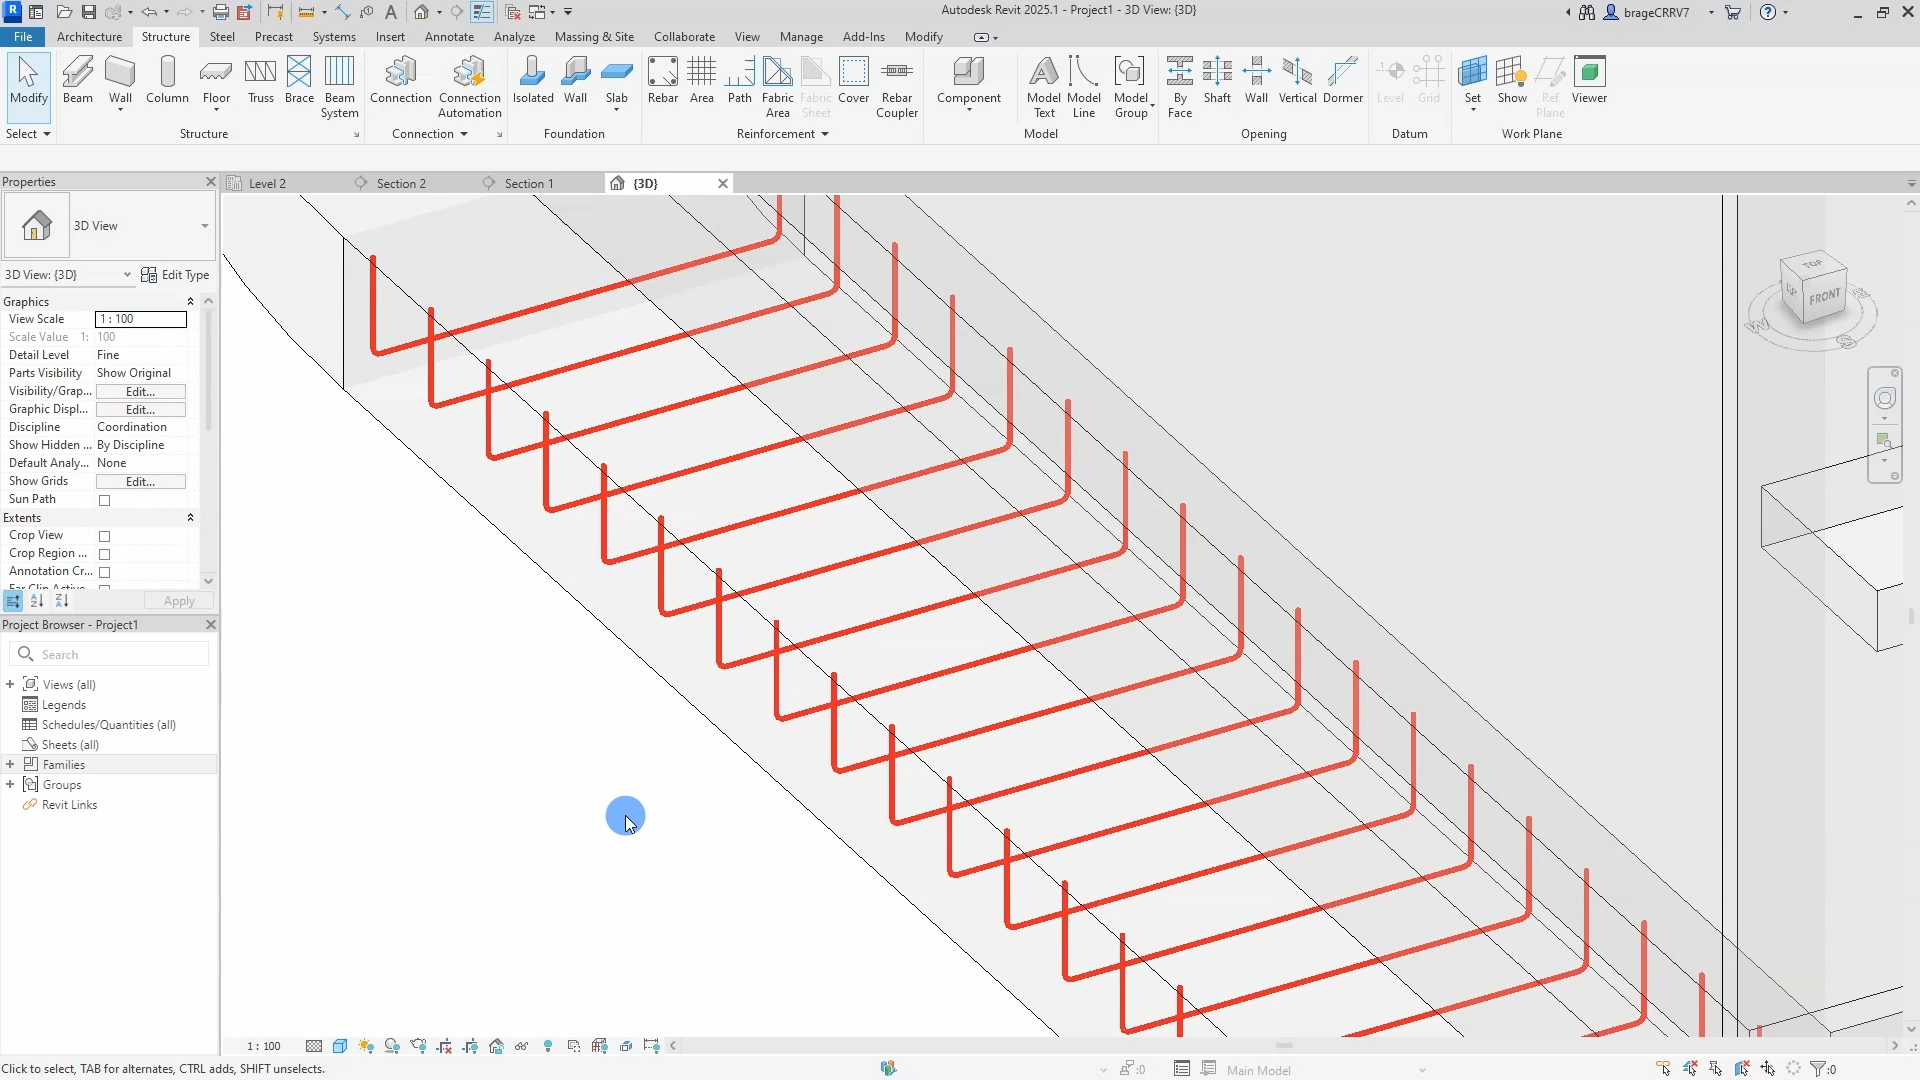 Autodesk Revit 2025.1 - Project1 - 3D View: {3D}
brageCRRV7
File Architecture Structure Steel Precast Systems Insert Annotate Analyze Massing & Site Collaborate View Manage Add-Ins Modify
Modify
Beam
Wall
Column
Floor
Truss
Brace
Beam System
Connection
Connection Automation
Isolated
Wall
Slab
Rebar
Area
Path
Fabric Area
Fabric Sheet
Cover
Rebar Coupler
Component
Model Text
Model Line
Model Group
By Face
Shaft
Wall
Vertical
Dormer
Level
Grid
Set
Show
Ref Plane
Viewer
Select
Structure
Connection
Foundation
Reinforcement
Model
Opening
Datum
Work Plane
Properties
Level 2
Section 2
Section 1
{3D}
3D View
3D View: {3D}
Edit Type
Graphics
View Scale 1 : 100
Scale Value 1: 100
Detail Level Fine
Parts Visibility Show Original
Visibility/Grap... Edit...
Graphic Displ... Edit...
Discipline Coordination
Show Hidden ... By Discipline
Default Analy... None
Show Grids Edit...
Sun Path
Extents
Crop View
Crop Region ...
Annotation Cr...
Far Clip Active
Apply
Project Browser - Project1
Search
Views (all)
Legends
Schedules/Quantities (all)
Sheets (all)
Families
Groups
Revit Links
TOP
FRONT
W
S
1 : 100
Click to select, TAB for alternates, CTRL adds, SHIFT unselects.
:0
Main Model
:0